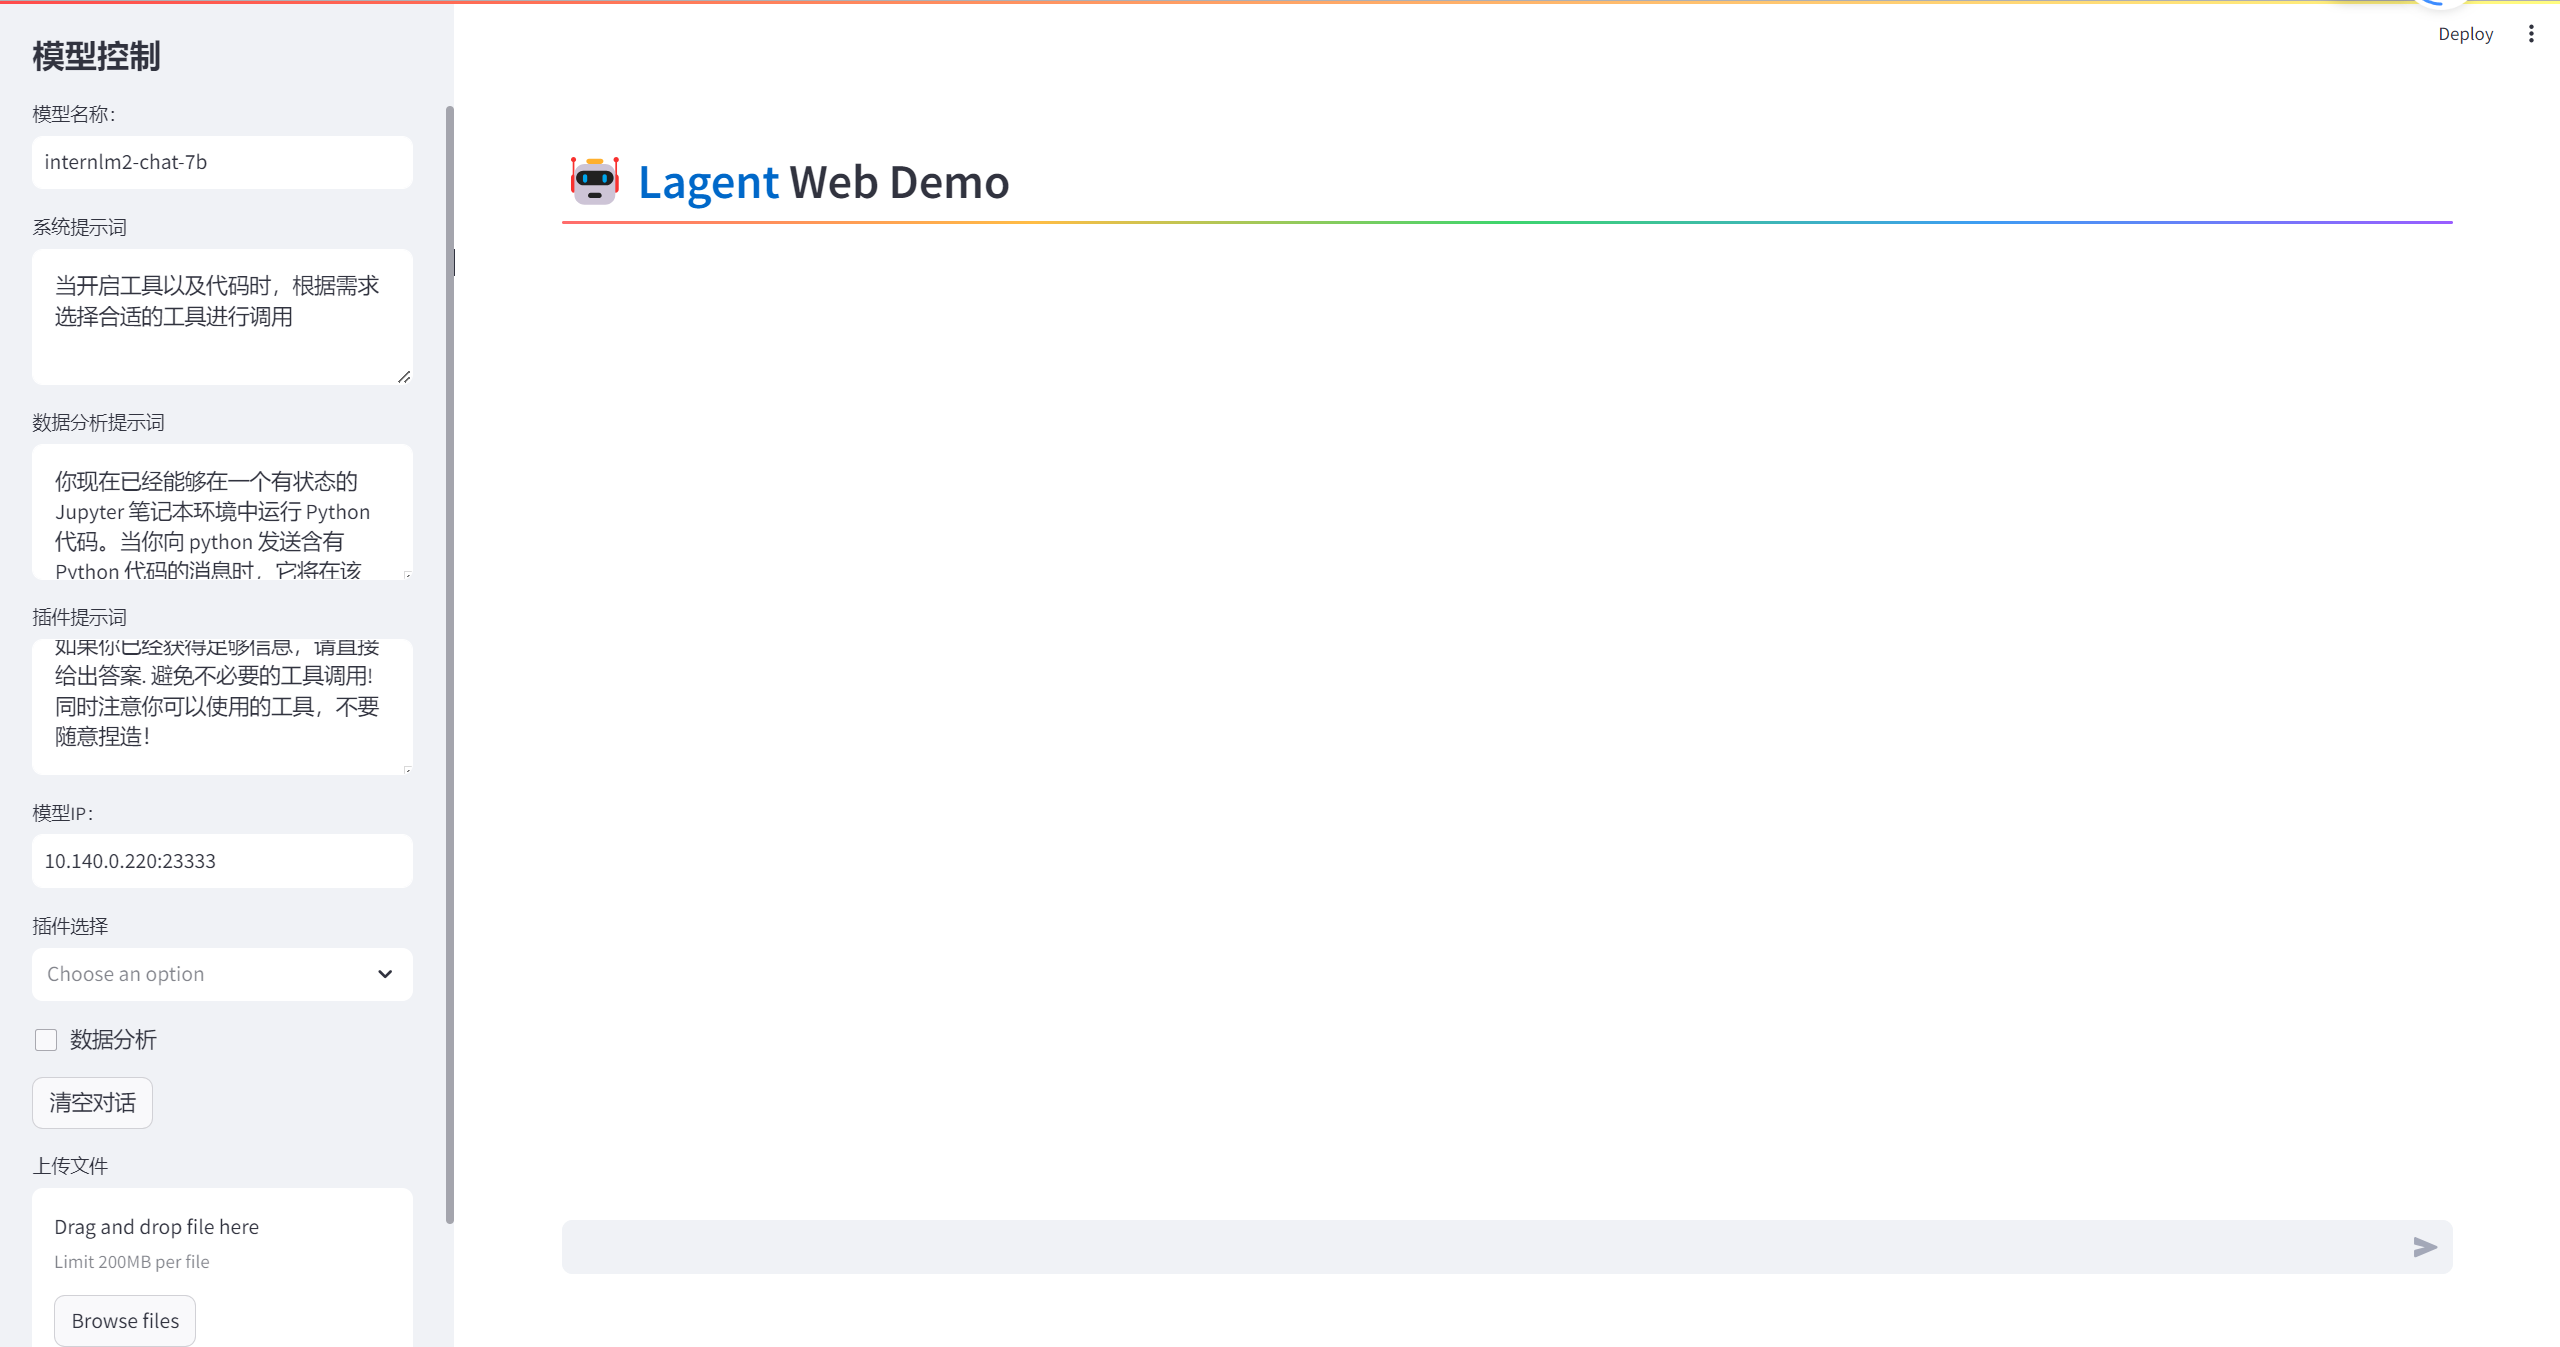 模型控制
模型名称：
internlm2-chat-7b
系统提示词
当开启工具以及代码时，根据需求
选择合适的工具进行调用
数据分析提示词
你现在已经能够在一个有状态的
Jupyter 笔记本环境中运行 Python
代码。当你向 python 发送含有
Python 代码的消息时，它将在该
插件提示词
如果你已经获得足够信息，请直接
给出答案. 避免不必要的工具调用!
同时注意你可以使用的工具，不要
随意捏造！
模型IP：
10.140.0.220:23333
插件选择
Choose an option
数据分析
清空对话
上传文件
Drag and drop file here
Limit 200MB per file
Browse files
Deploy
Lagent Web Demo